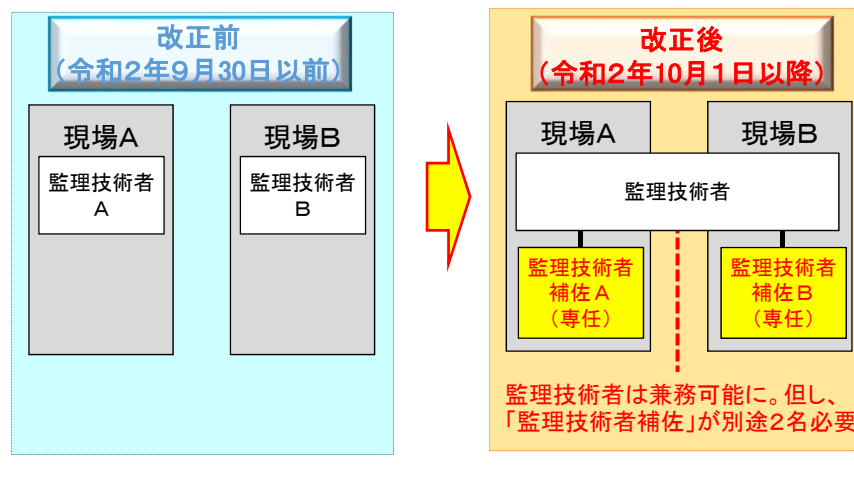 改正前
（令和２年９月30日以前）
現場Ａ
監理技術者
Ａ
現場Ｂ
監理技術者
Ｂ
改正後
（令和２年10月１日以降）
現場Ａ
現場Ｂ
監理技術者
監理技術者
補佐Ａ
（専任）
監理技術者
補佐Ｂ
（専任）
監理技術者は兼務可能に。但し、
「監理技術者補佐」が別途２名必要